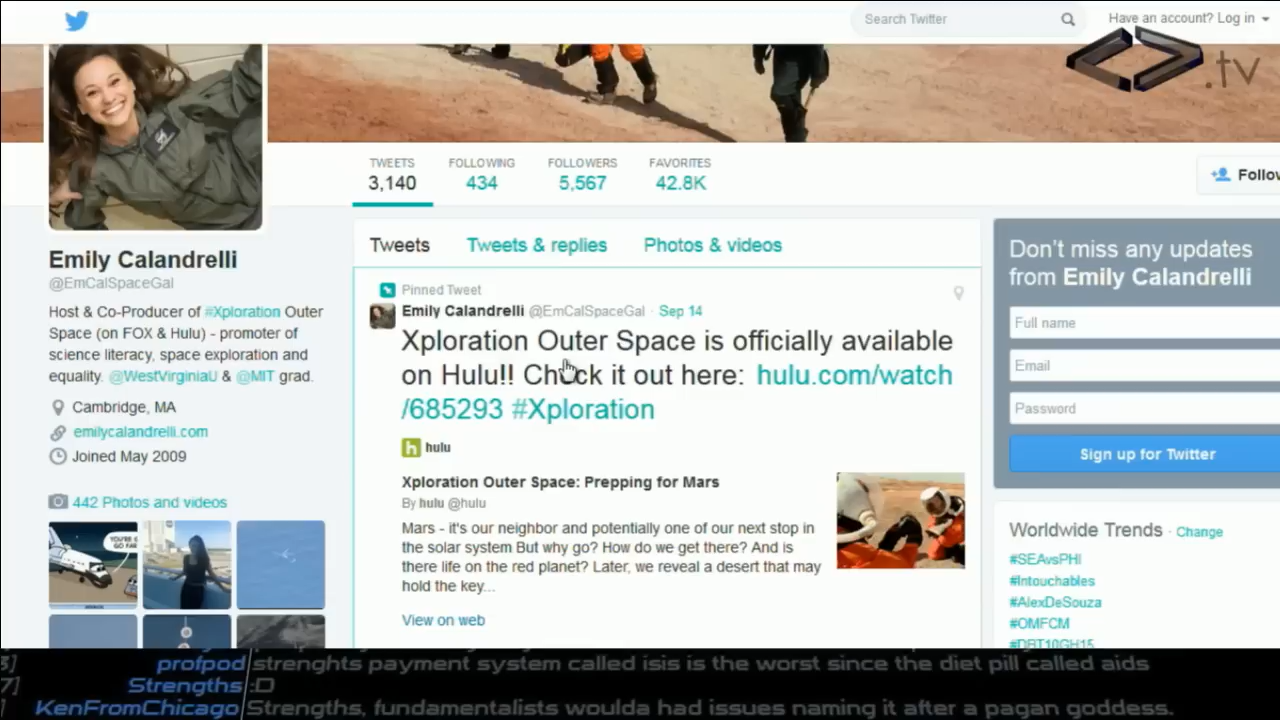 Search Twitter
Have an account? Log in
.tv
TWEETS
3,140
FOLLOWING
434
FOLLOWERS
5,567
FAVORITES
42.8K
Follow
Emily Calandrelli
@EmCalSpaceGal
Host & Co-Producer of #Xploration Outer
Space (on FOX & Hulu) - promoter of
science literacy, space exploration and
equality. @WestVirginiaU & @MIT grad.
Cambridge, MA
emilycalandrelli.com
Joined May 2009
442 Photos and videos
Tweets
Tweets & replies
Photos & videos
Pinned Tweet
Emily Calandrelli @EmCalSpaceGal · Sep 14
Xploration Outer Space is officially available
on Hulu!! Check it out here: hulu.com/watch
/685293 #Xploration
h hulu
Xploration Outer Space: Prepping for Mars
By hulu @hulu
Mars - it's our neighbor and potentially one of our next stop in
the solar system But why go? How do we get there? And is
there life on the red planet? Later, we reveal a desert that may
hold the key...
View on web
Don't miss any updates
from Emily Calandrelli
Full name
Email
Password
Sign up for Twitter
Worldwide Trends · Change
#SEAvsPHI
#Intouchables
#AlexDeSouza
#OMFCM
#DBT10GH15
profpod strenghts payment system called isis is the worst since the diet pill called aids
7] Strengths :D
KenFromChicago Strengths, fundamentalists woulda had issues naming it after a pagan goddess.